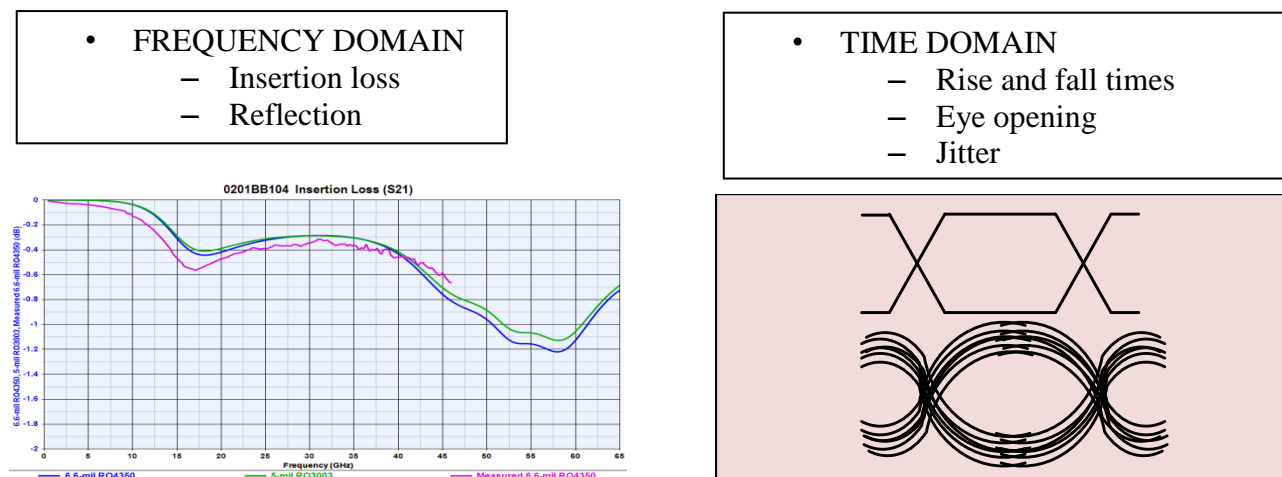 • FREQUENCY DOMAIN
– Insertion loss
– Reflection
• TIME DOMAIN
– Rise and fall times
– Eye opening
– Jitter
0201BB104 Insertion Loss (S21)
6.6-mil RO4350, 5-mil RO3003, Measured 6.6-mil RO4350 (dB)
0
-0.2
-0.4
-0.6
-0.8
-1
-1.2
-1.4
-1.6
-1.8
-2
0 5 10 15 20 25 30 35 40 45 50 55 60 65
Frequency (GHz)
6.6-mil RO4350 5-mil RO3003 Measured 6.6-mil RO4350